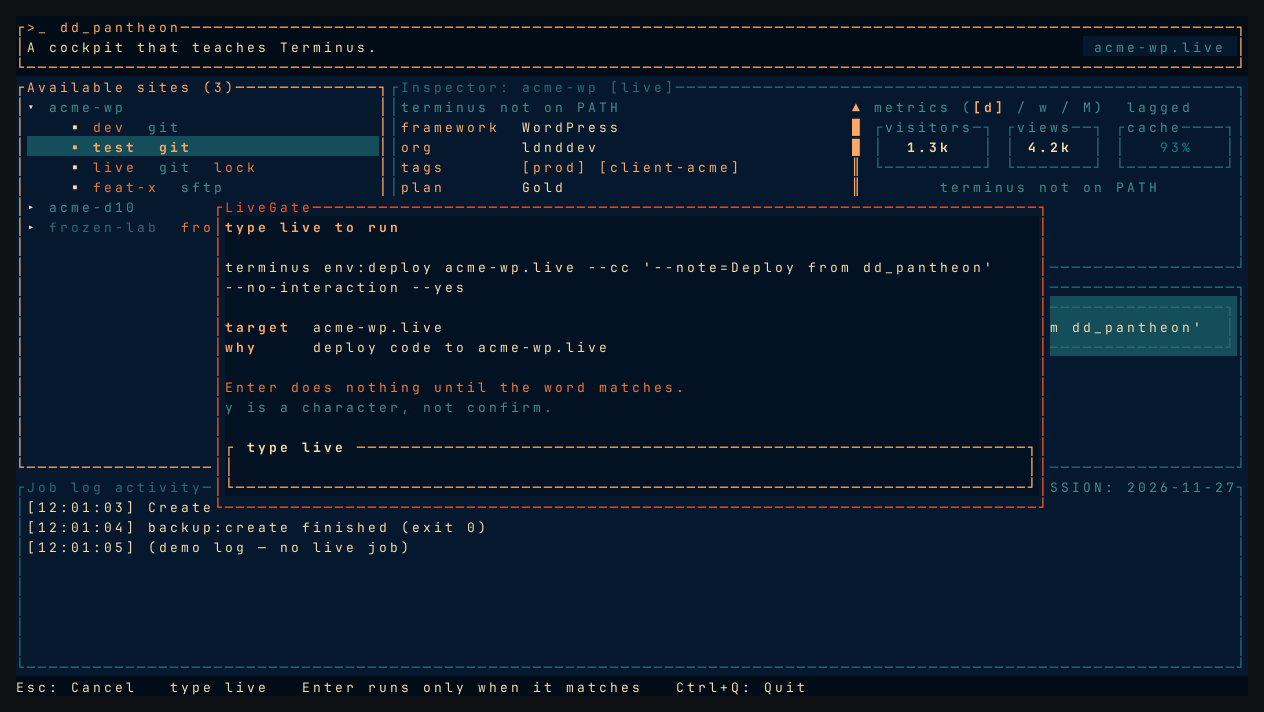 >_ dd_pantheon
A cockpit that teaches Terminus.
acme-wp.live
Available sites (3)
▾ acme-wp
▪ dev git
▪ test git
▪ live git lock
▪ feat-x sftp
▸ acme-d10
▸ frozen-lab fro
Inspector: acme-wp [live]
terminus not on PATH
framework WordPress
org ldnddev
tags [prod] [client-acme]
plan Gold
metrics ([d] / w / M) lagged
visitors views cache
1.3k 4.2k 93%
terminus not on PATH
LiveGate
type live to run
terminus env:deploy acme-wp.live --cc '--note=Deploy from dd_pantheon'
--no-interaction --yes
target acme-wp.live
why deploy code to acme-wp.live
Enter does nothing until the word matches.
y is a character, not confirm.
type live
m dd_pantheon'
Job log activity
SSION: 2026-11-27
[12:01:03] Create
[12:01:04] backup:create finished (exit 0)
[12:01:05] (demo log — no live job)
Esc: Cancel type live Enter runs only when it matches Ctrl+Q: Quit